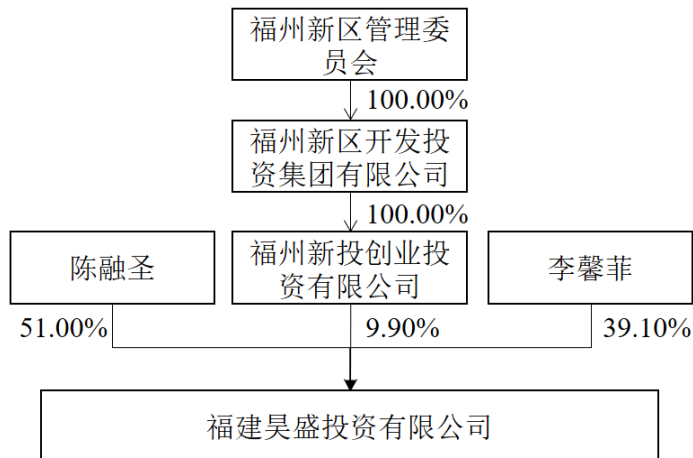 福州新区管理委
员会
100.00%
福州新区开发投
资集团有限公司
100.00%
陈融圣
福州新投创业投
资有限公司
李馨菲
51.00%
9.90%
39.10%
福建昊盛投资有限公司